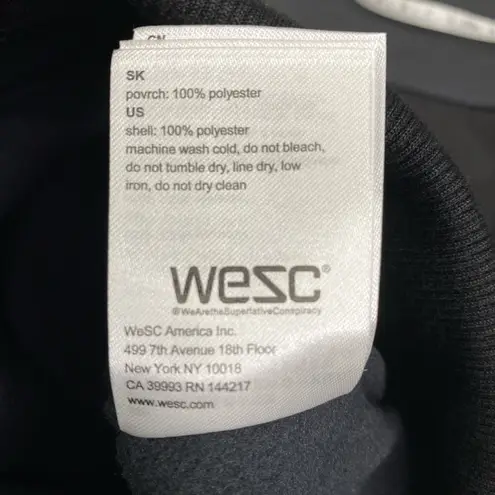 CN
SK
povrch: 100% polyester
US
shell: 100% polyester
machine wash cold, do not bleach,
do not tumble dry, line dry, low
iron, do not dry clean
wesc®
@WeAretheSuperlativeConspiracy
WeSC America Inc.
499 7th Avenue 18th Floor
New York NY 10018
CA 39993 RN 144217
www.wesc.com